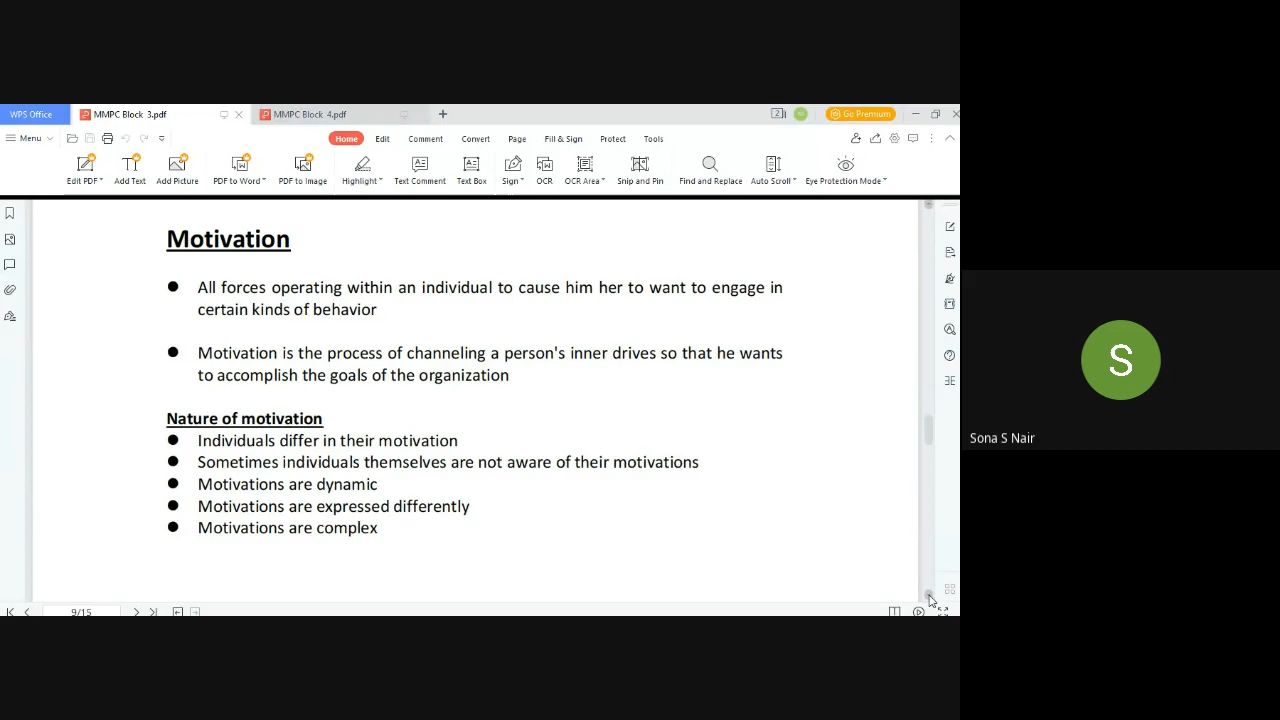 WPS Office
MMPC Block 3.pdf
MMPC Block 4.pdf
Go Premium
Menu
Home
Edit
Comment
Convert
Page
Fill & Sign
Protect
Tools
Edit PDF
Add Text
Add Picture
PDF to Word
PDF to Image
Highlight
Text Comment
Text Box
Sign
OCR
OCR Area
Snip and Pin
Find and Replace
Auto Scroll
Eye Protection Mode
Motivation
● All forces operating within an individual to cause him her to want to engage in
certain kinds of behavior
● Motivation is the process of channeling a person's inner drives so that he wants
to accomplish the goals of the organization
Nature of motivation
● Individuals differ in their motivation
● Sometimes individuals themselves are not aware of their motivations
● Motivations are dynamic
● Motivations are expressed differently
● Motivations are complex
9/15
S
Sona S Nair